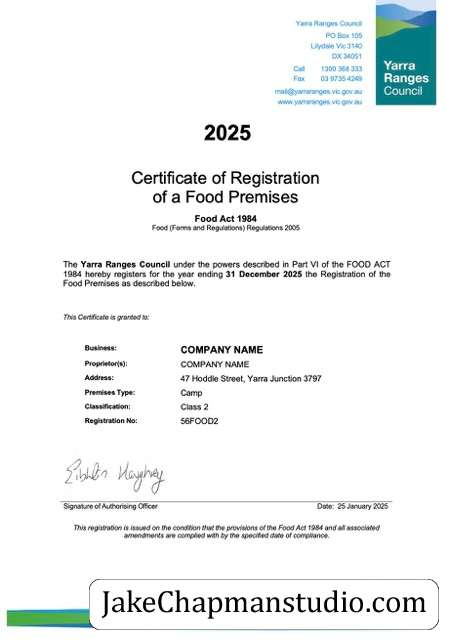 Yarra Ranges Council
PO Box 105
Lilydale Vic 3140
DX 34051
Call 1300 368 333
Fax 03 9735 4249
mail@yarraranges.vic.gov.au
www.yarraranges.vic.gov.au
Yarra
Ranges
Council
2025
Certificate of Registration
of a Food Premises
Food Act 1984
Food (Forms and Regulations) Regulations 2005
The Yarra Ranges Council under the powers described in Part VI of the FOOD ACT
1984 hereby registers for the year ending 31 December 2025 the Registration of the
Food Premises as described below.
This Certificate is granted to:
Business: COMPANY NAME
Proprietor(s): COMPANY NAME
Address: 47 Hoddle Street, Yarra Junction 3797
Premises Type: Camp
Classification: Class 2
Registration No: 56FOOD2
Signature of Authorising Officer Date: 25 January 2025
This registration is issued on the condition that the provisions of the Food Act 1984 and all associated
amendments are complied with by the specified date of compliance.
JakeChapmanstudio.com